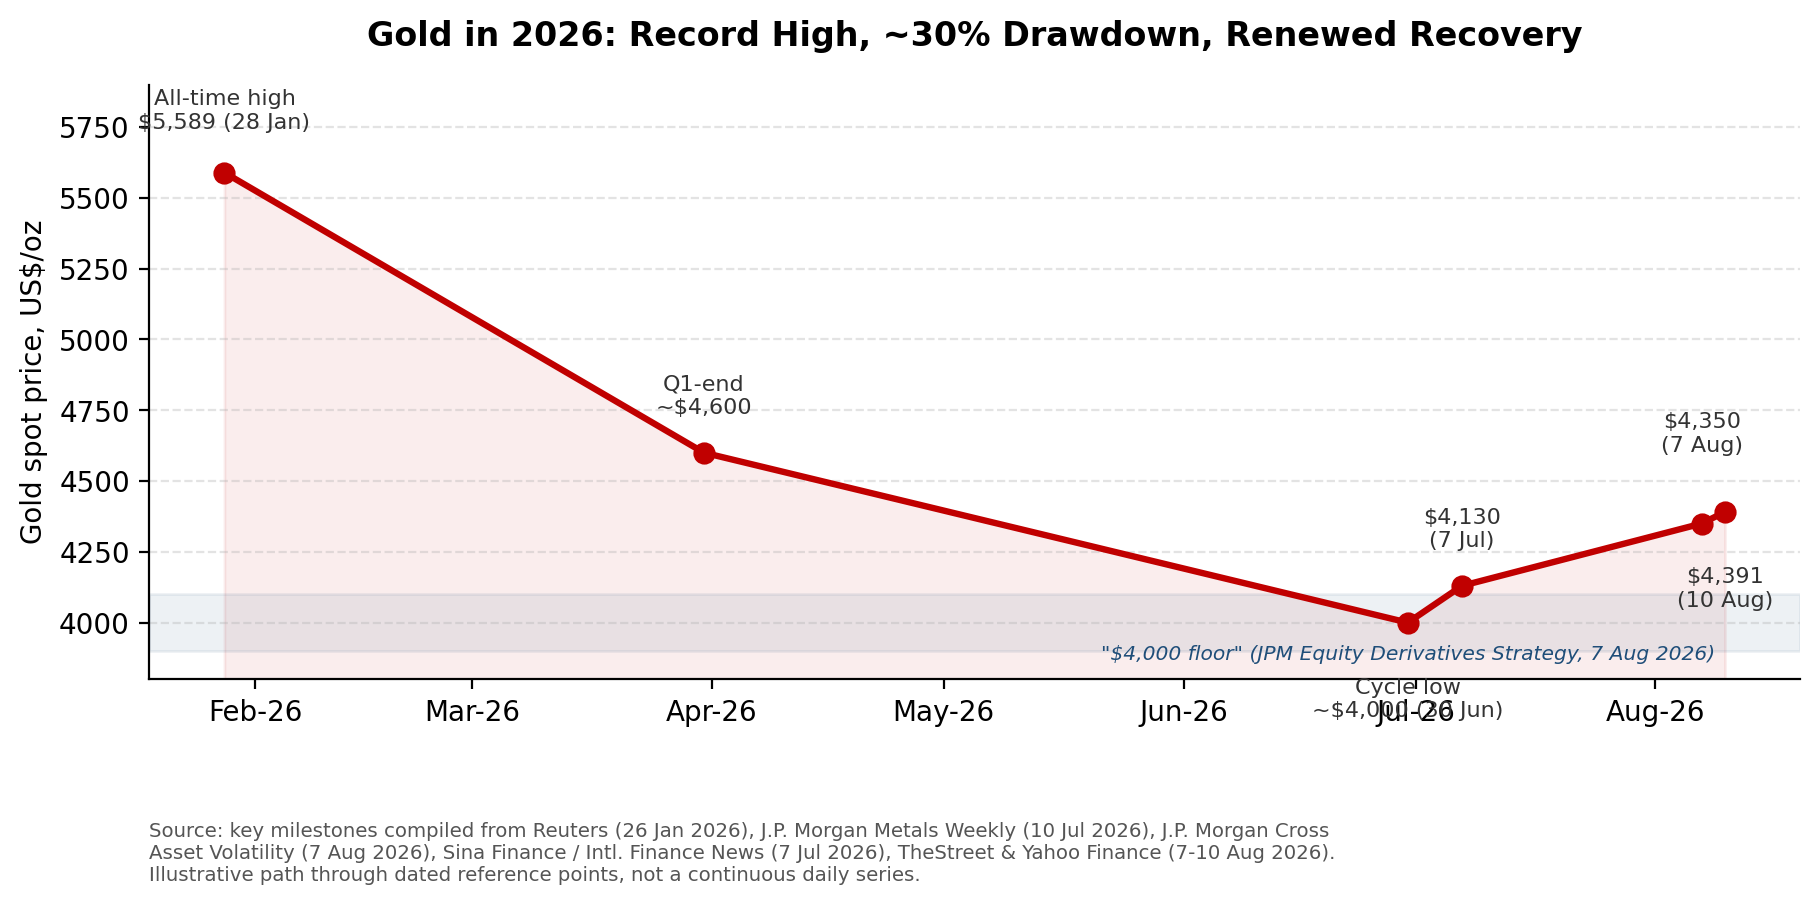 Gold in 2026: Record High, ~30% Drawdown, Renewed Recovery
All-time high
$5,589 (28 Jan)
5750
5500
5250
5000
4750
4500
4250
4000
Gold spot price, US$/oz
Q1-end
~$4,600
$4,350
(7 Aug)
$4,130
(7 Jul)
$4,391
(10 Aug)
"$4,000 floor" (JPM Equity Derivatives Strategy, 7 Aug 2026)
Cycle low
~$4,000 Jun)
Feb-26
Mar-26
Apr-26
May-26
Jun-26
Jul-26
Aug-26
Source: key milestones compiled from Reuters (26 Jan 2026), J.P. Morgan Metals Weekly (10 Jul 2026), J.P. Morgan Cross
Asset Volatility (7 Aug 2026), Sina Finance / Intl. Finance News (7 Jul 2026), TheStreet & Yahoo Finance (7-10 Aug 2026).
Illustrative path through dated reference points, not a continuous daily series.